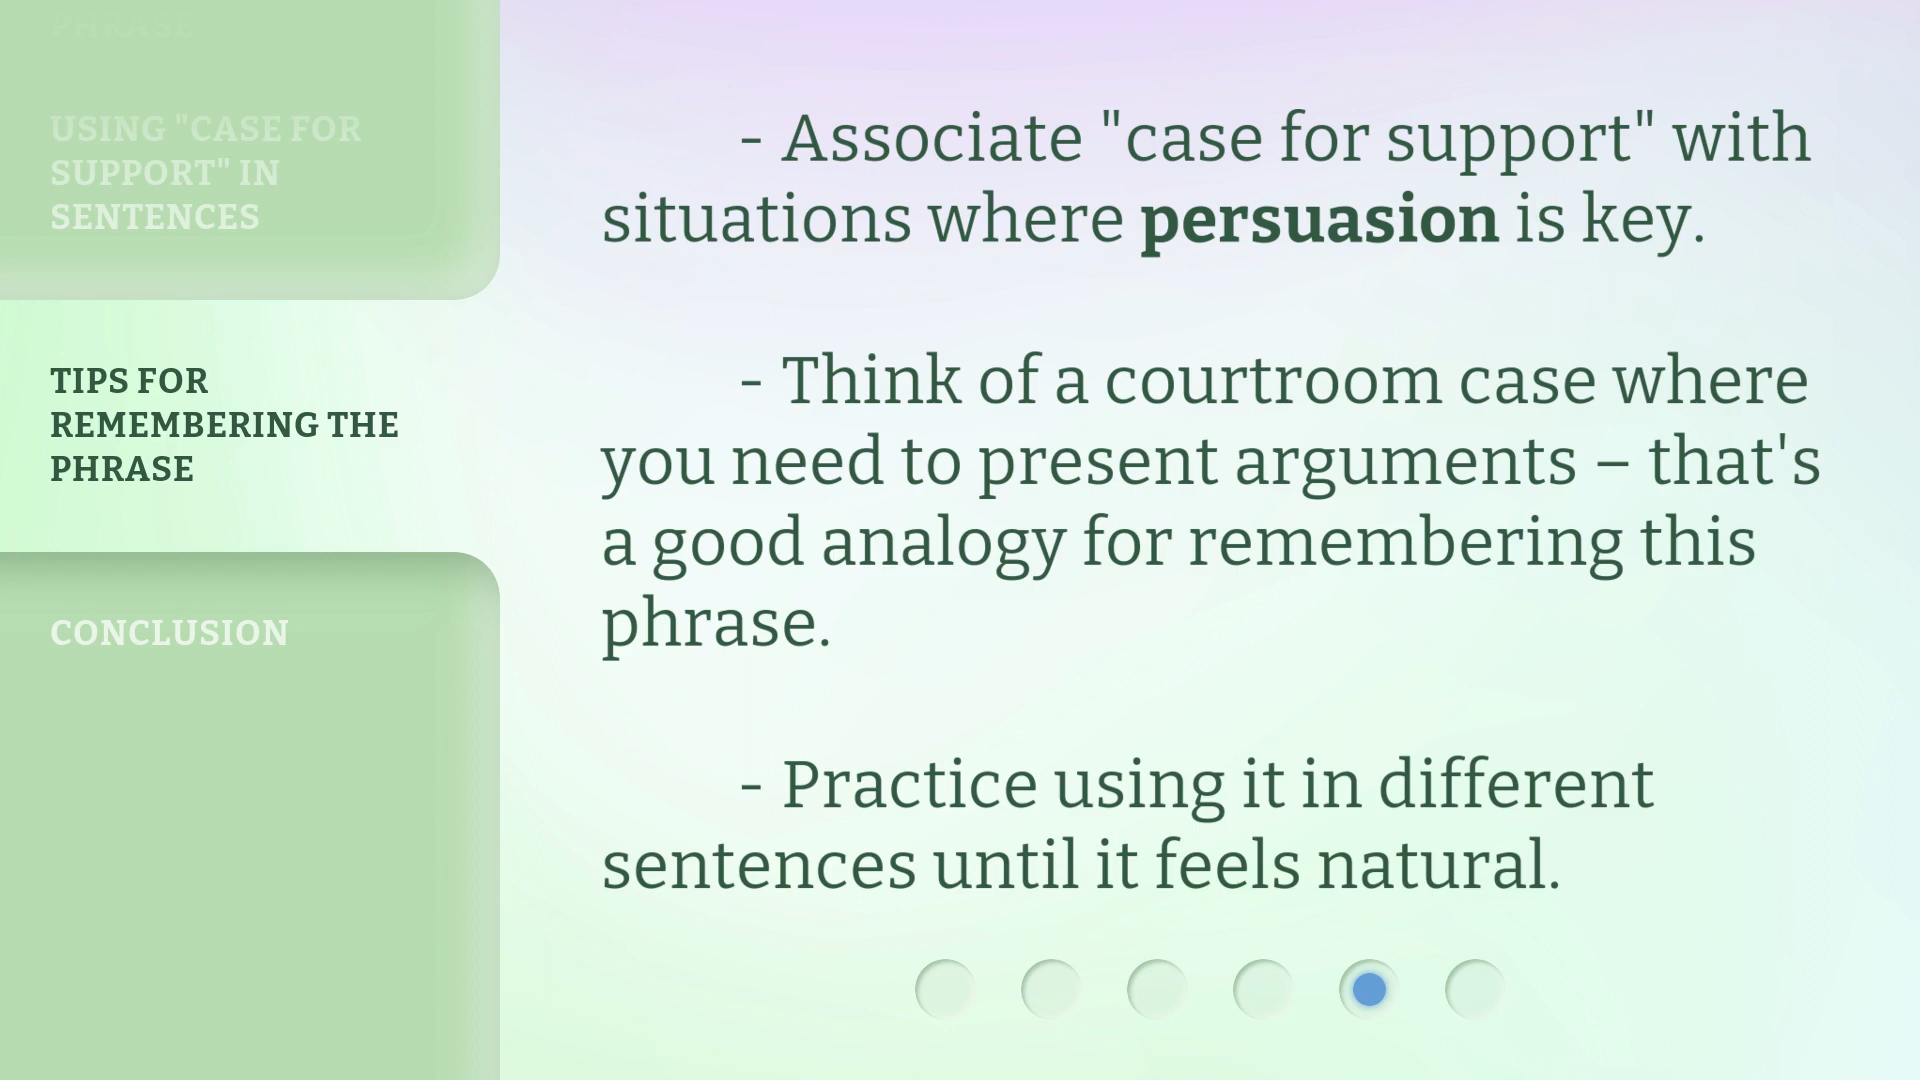 PHRASE
USING "CASE FOR
SUPPORT" IN
SENTENCES
TIPS FOR
REMEMBERING THE
PHRASE
CONCLUSION
- Associate "case for support" with
situations where persuasion is key.
- Think of a courtroom case where
you need to present arguments – that's
a good analogy for remembering this
phrase.
- Practice using it in different
sentences until it feels natural.